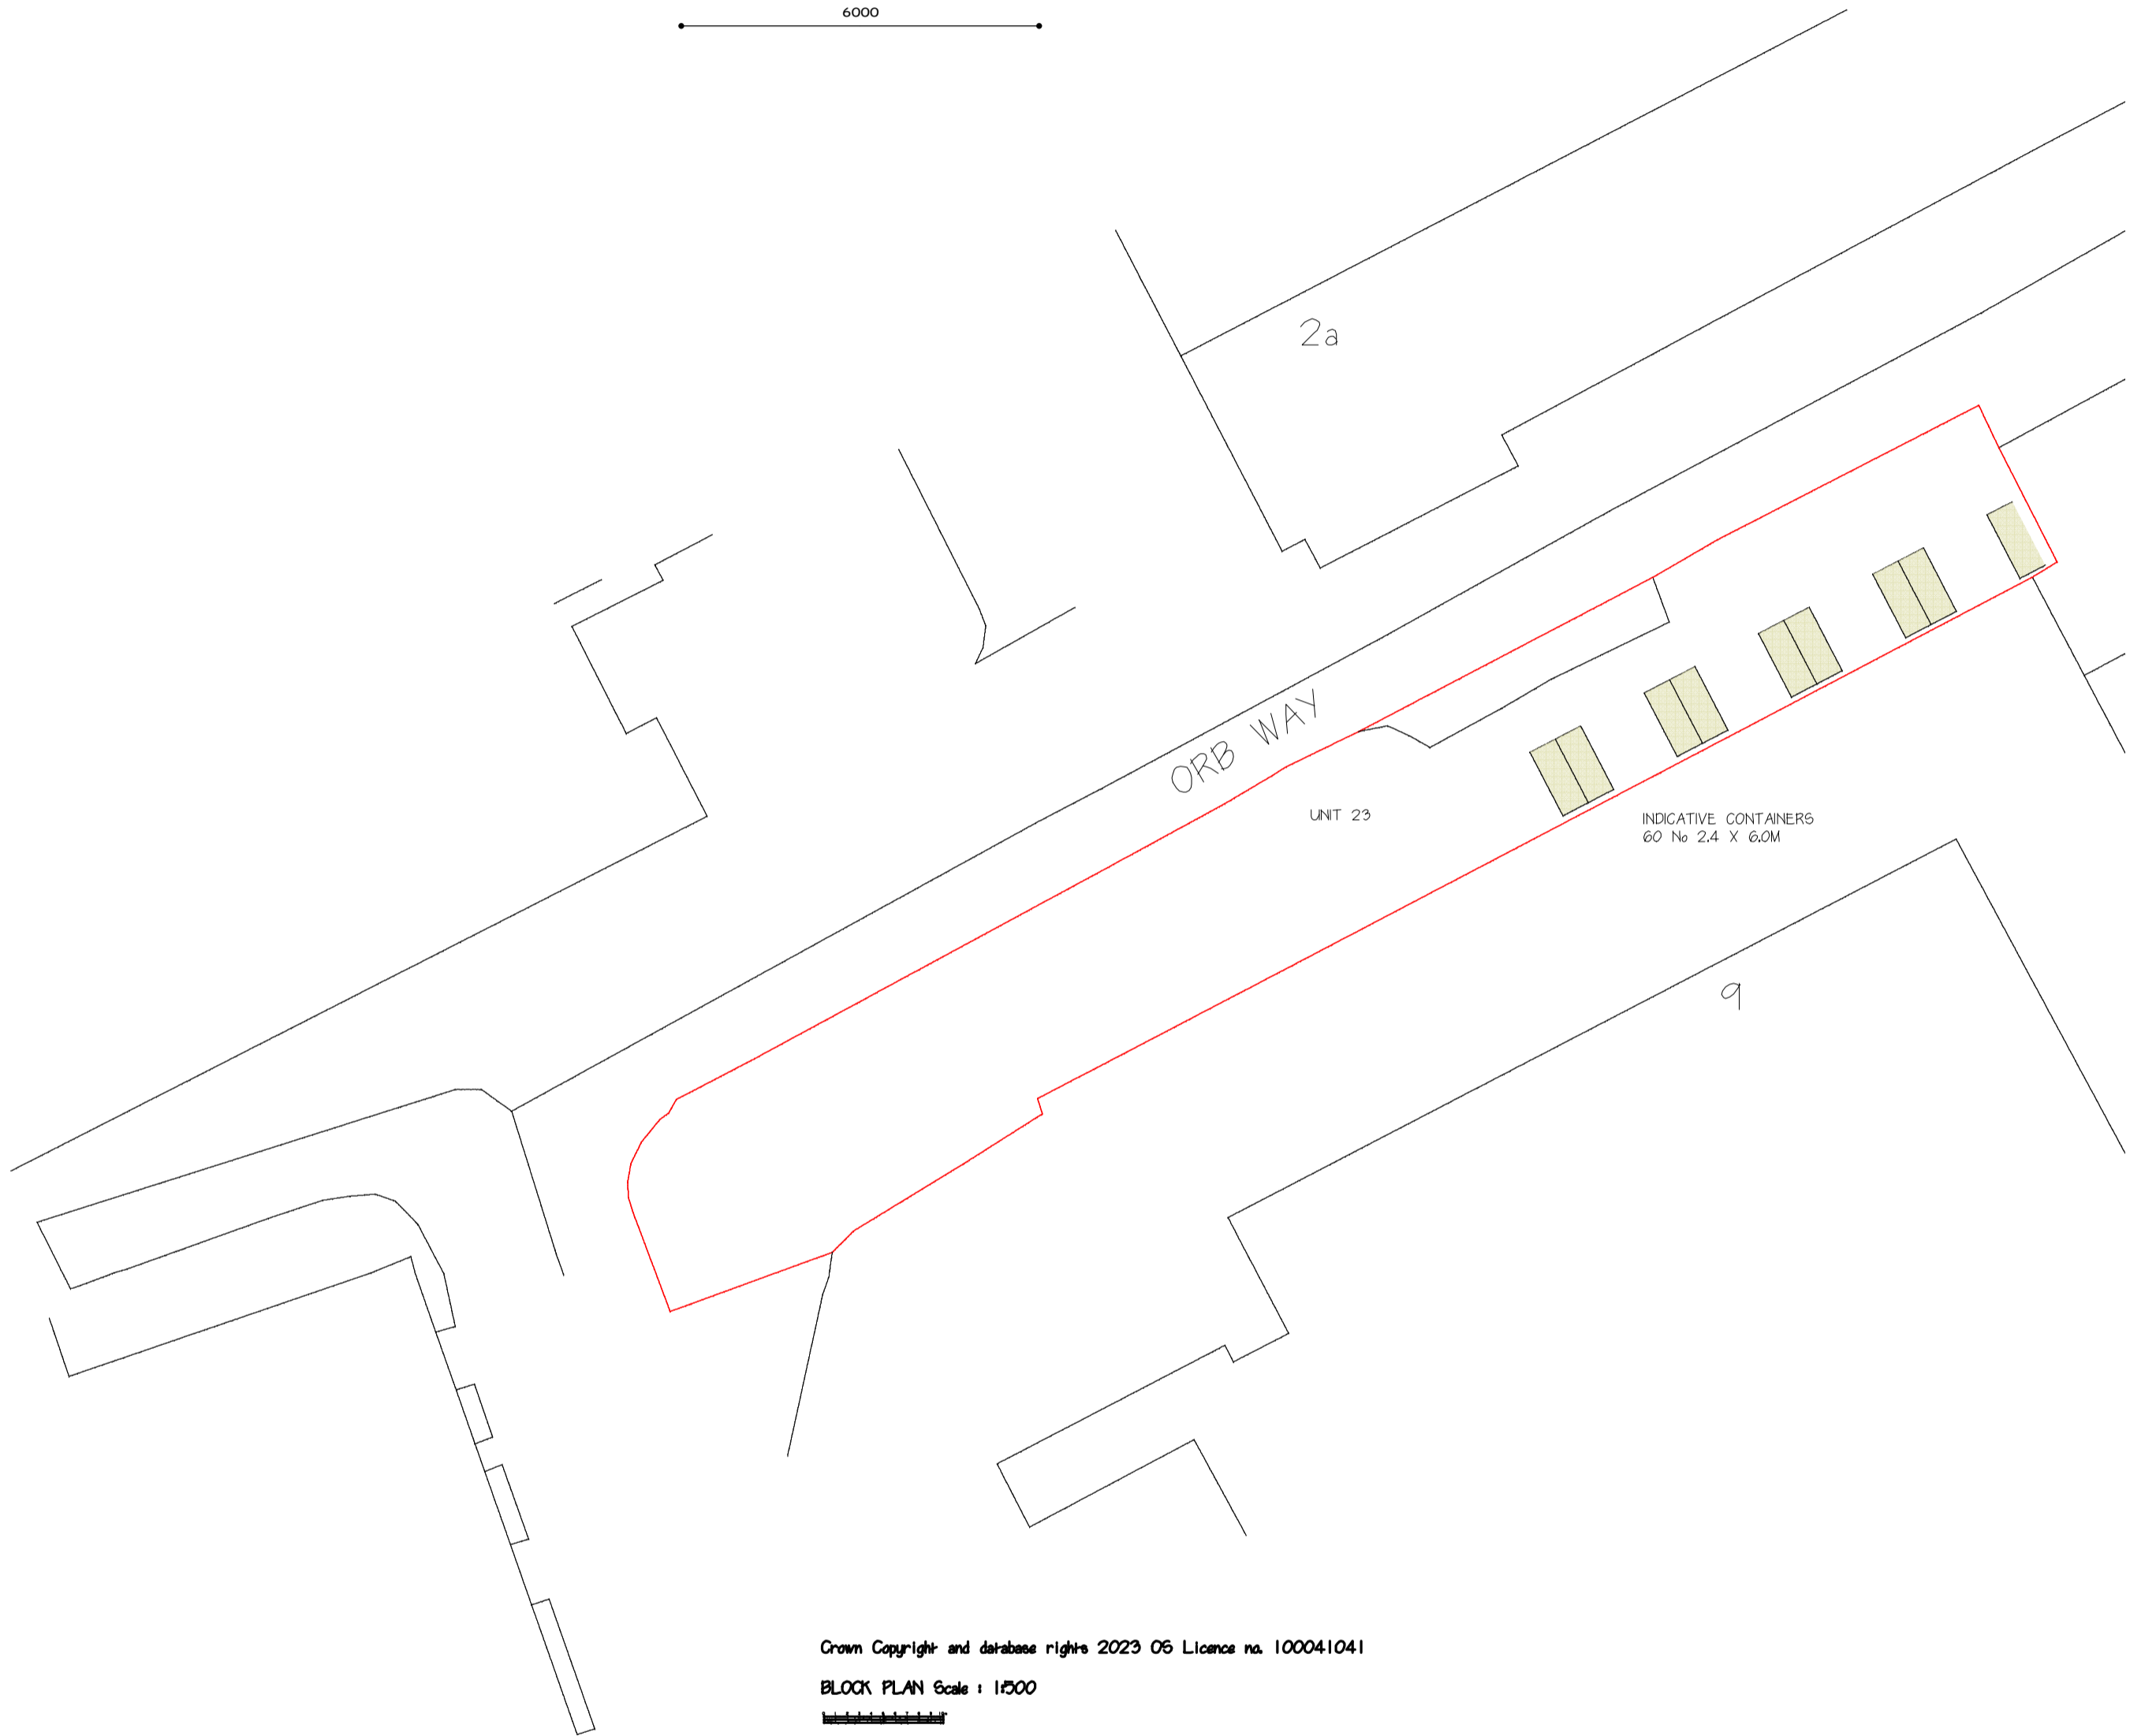 6000
2a
ORB WAY
UNIT 23
INDICATIVE CONTAINERS
60 No 2.4 X 6.0M
9
Crown Copyright and database rights 2023 OS Licence no. 100041041
BLOCK PLAN Scale : 1:500